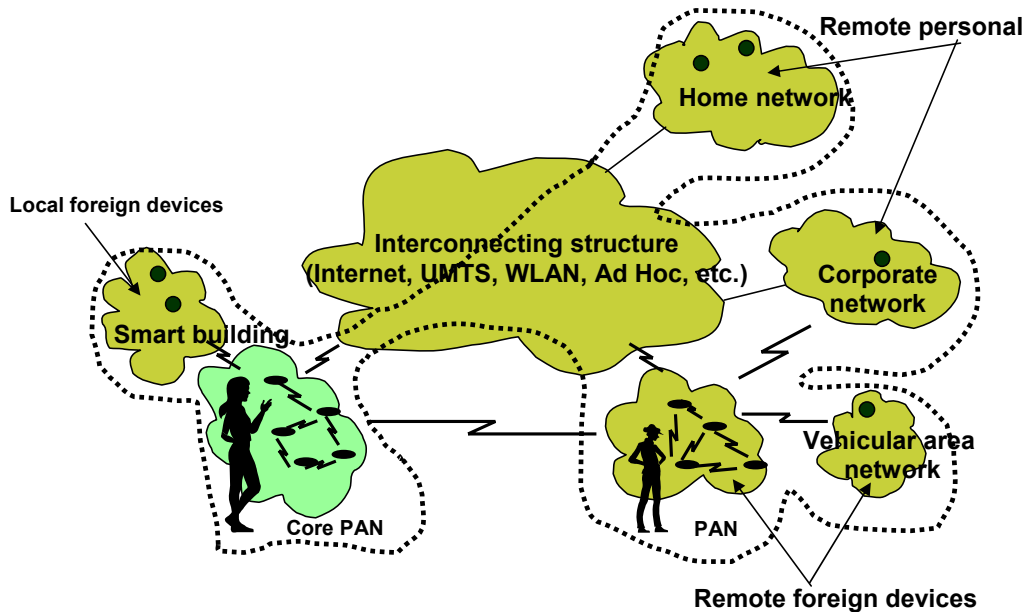 Remote personal
Home network
Local foreign devices
Interconnecting structure
(Internet, UMTS, WLAN, Ad Hoc, etc.)
Corporate
network
Smart building
Vehicular area
network
Core PAN
PAN
Remote foreign devices